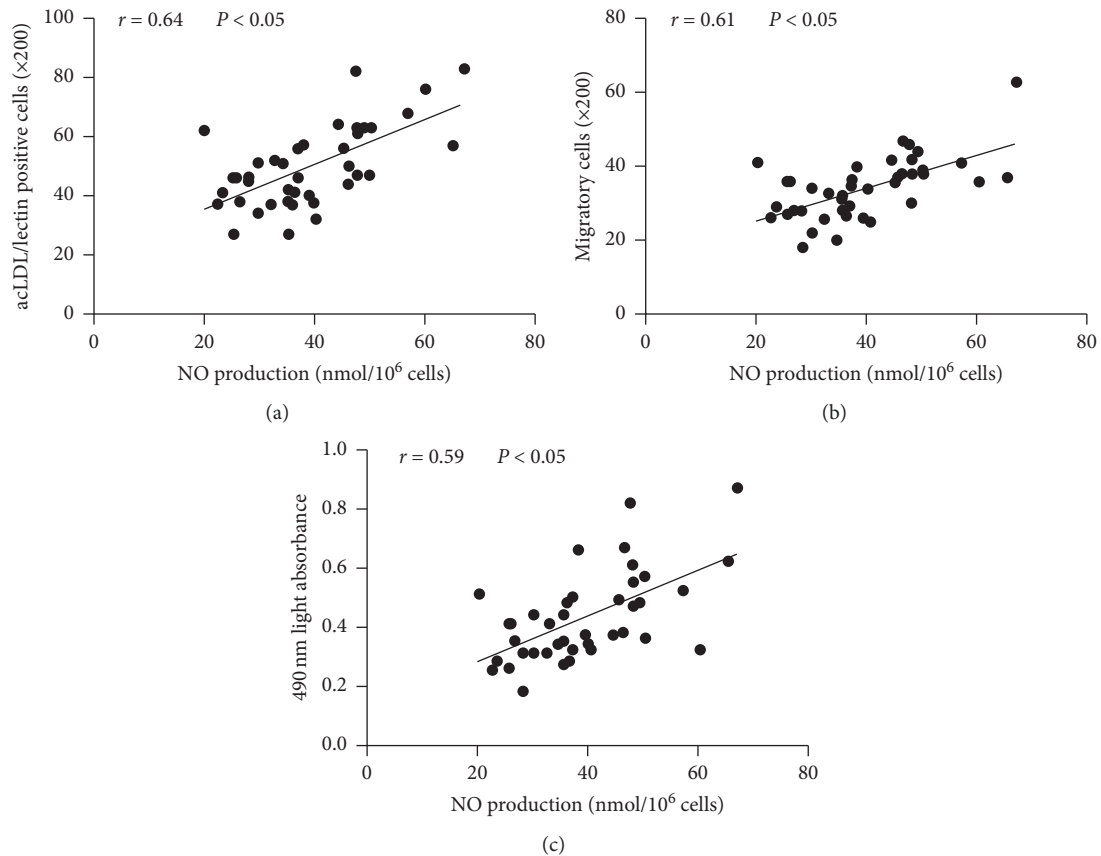 r = 0.64 P < 0.05
acLDL/lectin positive cells (×200)
100
80
60
40
20
0
0 20 40 60 80
NO production (nmol/10⁶ cells)
(a)
r = 0.61 P < 0.05
Migratory cells (×200)
80
60
40
20
0
0 20 40 60 80
NO production (nmol/10⁶ cells)
(b)
r = 0.59 P < 0.05
490 nm light absorbance
1.0
0.8
0.6
0.4
0.2
0.0
0 20 40 60 80
NO production (nmol/10⁶ cells)
(c)